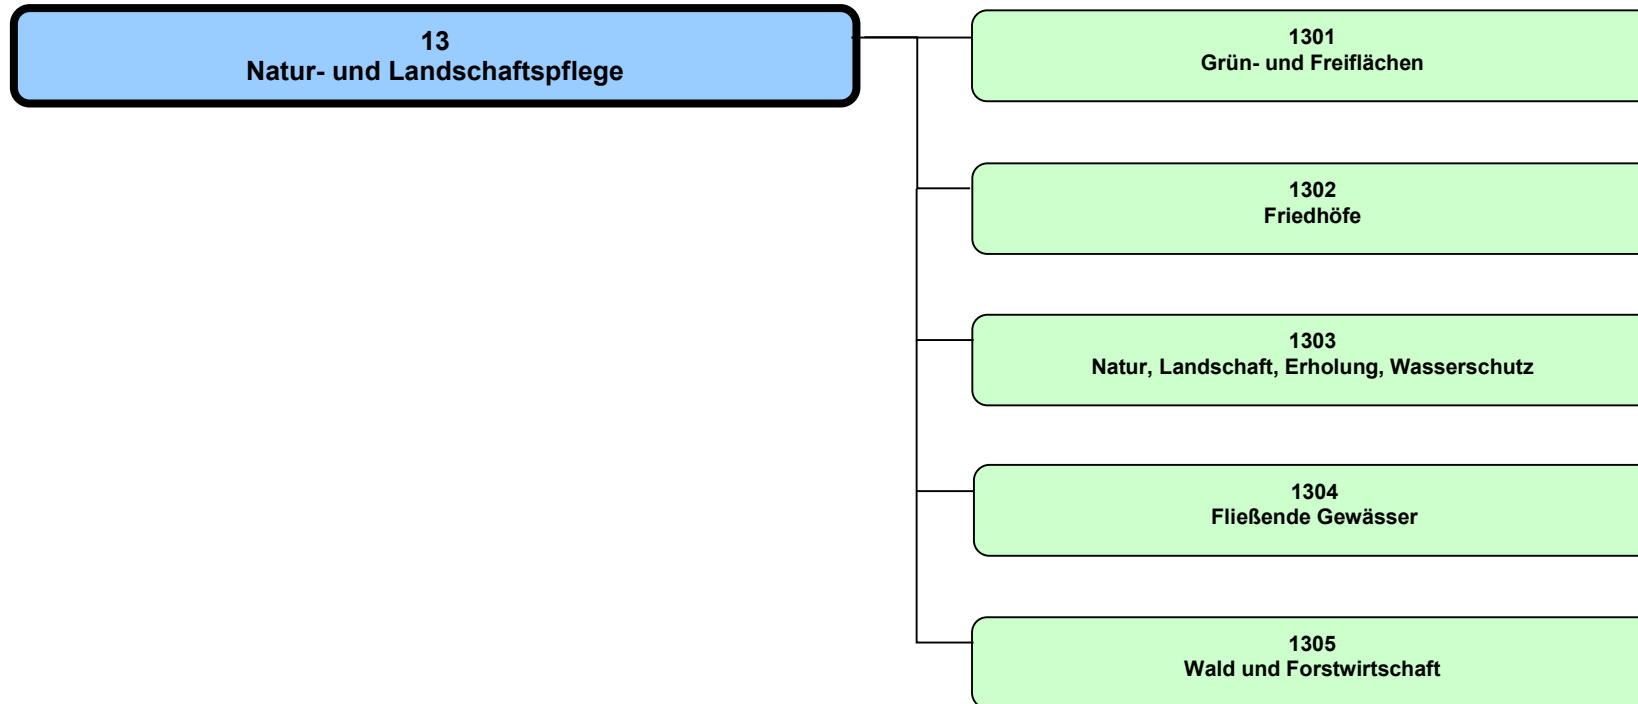 13
Natur- und Landschaftspflege
1301
Grün- und Freiflächen
1302
Friedhöfe
1303
Natur, Landschaft, Erholung, Wasserschutz
1304
Fließende Gewässer
1305
Wald und Forstwirtschaft